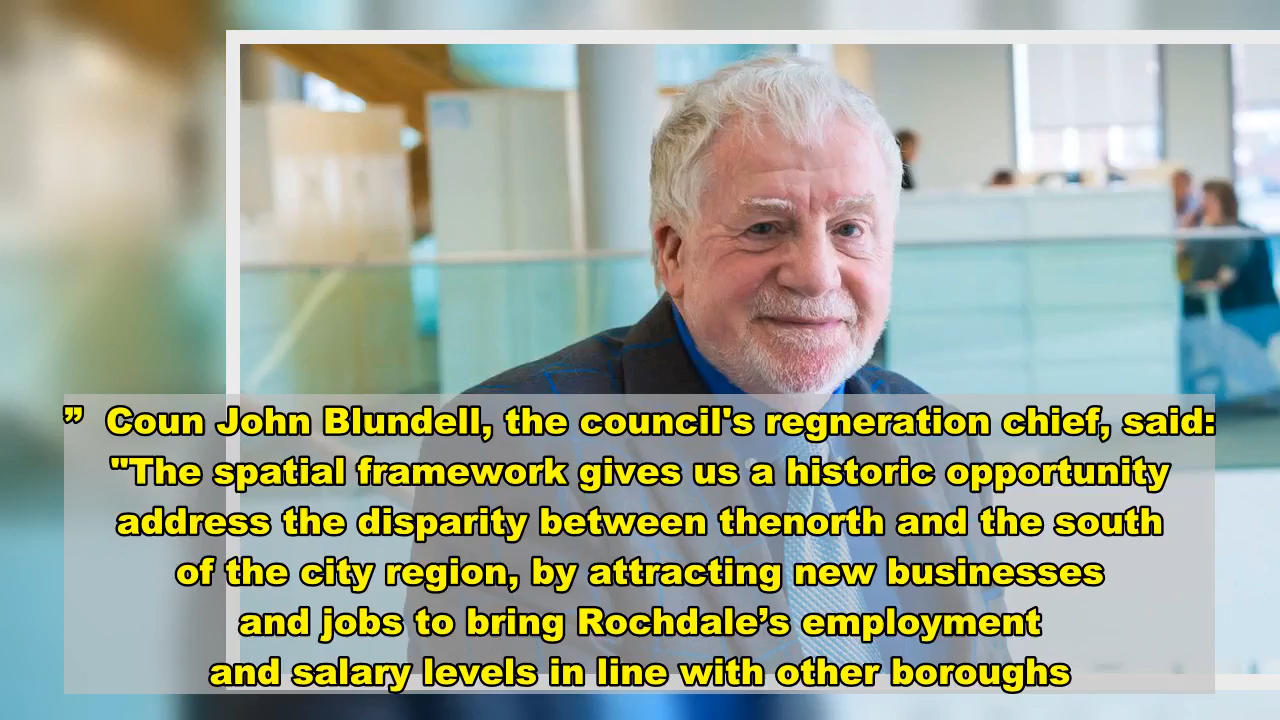 ”  Coun John Blundell, the council's regneration chief, said:
"The spatial framework gives us a historic opportunity
address the disparity between thenorth and the south
of the city region, by attracting new businesses
and jobs to bring Rochdale’s employment
and salary levels in line with other boroughs